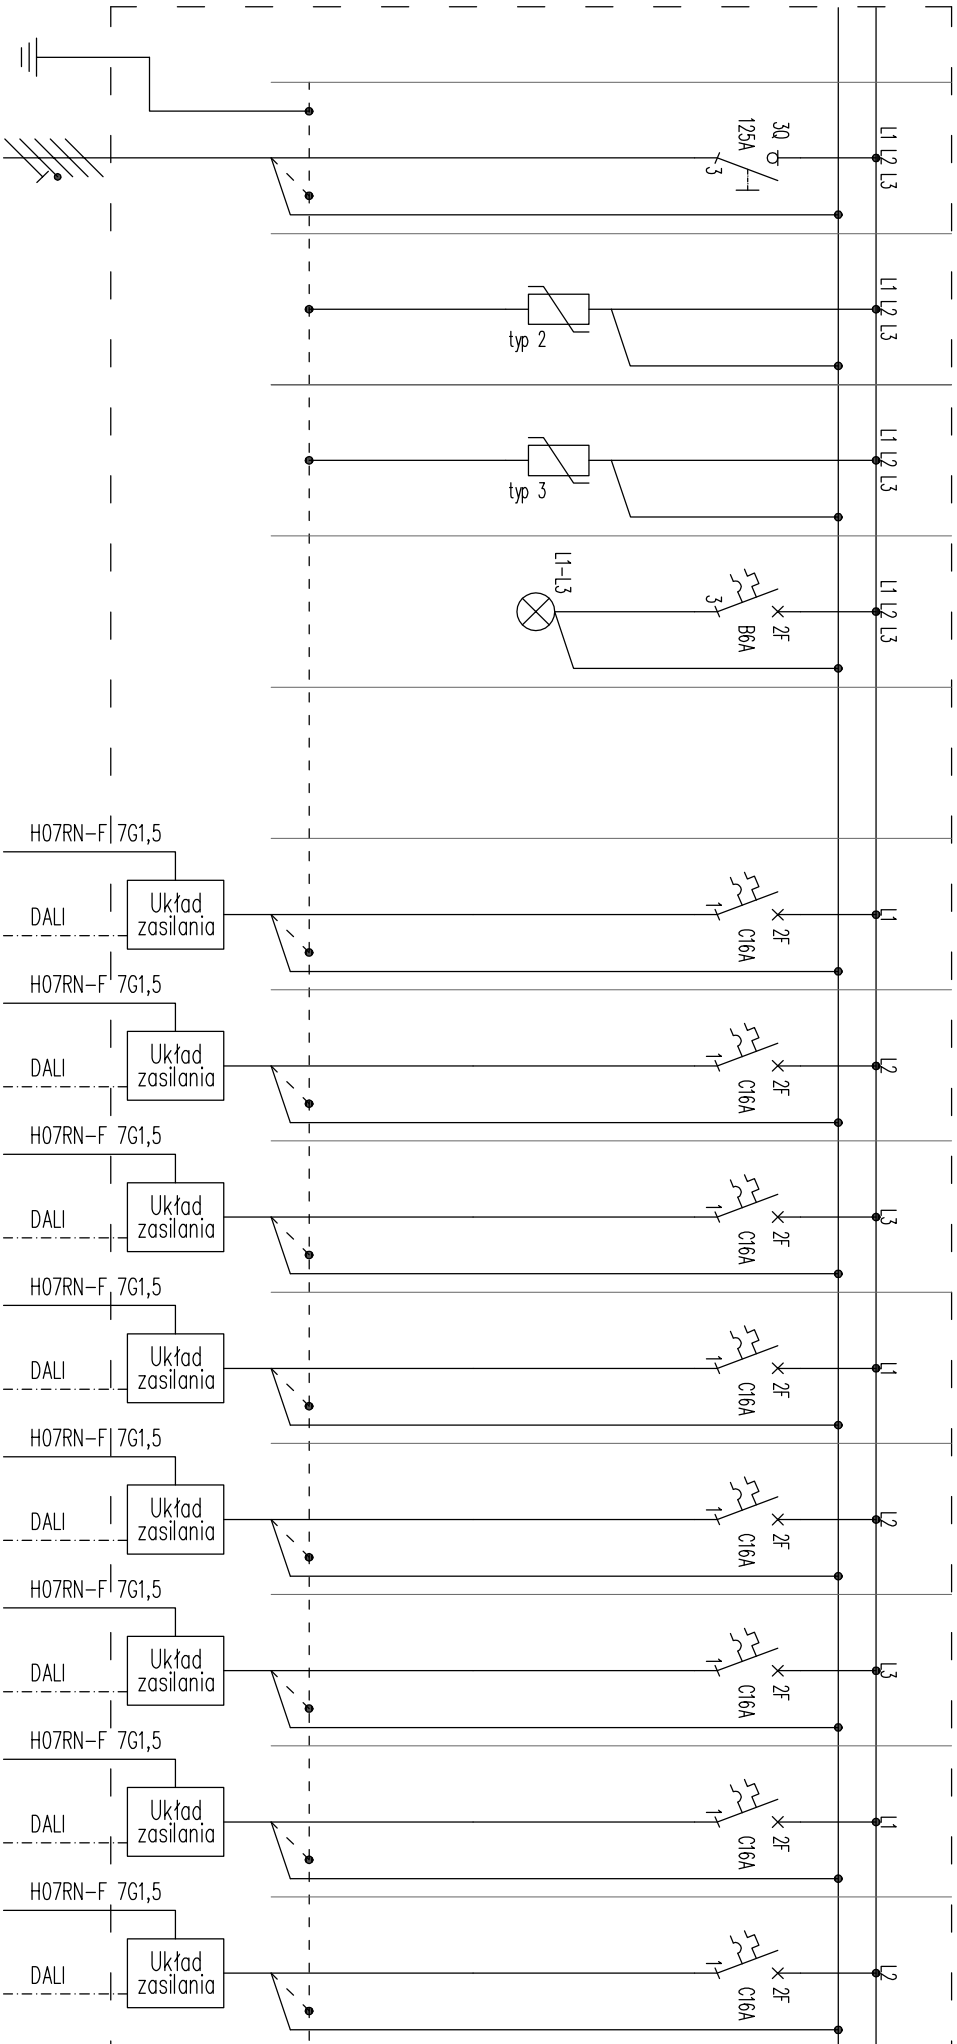 3Q
125A
3
L1 L2 L3
typ 2
L1 L2 L3
typ 3
L1 L2 L3
L1-L3
3
B6A
2F
L1 L2 L3
H07RN-F 7G1,5
DALI
Układ
zasilania
1
C16A
2F
L1
H07RN-F 7G1,5
DALI
Układ
zasilania
1
C16A
2F
L2
H07RN-F 7G1,5
DALI
Układ
zasilania
1
C16A
2F
L3
H07RN-F 7G1,5
DALI
Układ
zasilania
1
C16A
2F
L1
H07RN-F 7G1,5
DALI
Układ
zasilania
1
C16A
2F
L2
H07RN-F 7G1,5
DALI
Układ
zasilania
1
C16A
2F
L3
H07RN-F 7G1,5
DALI
Układ
zasilania
1
C16A
2F
L1
H07RN-F 7G1,5
DALI
Układ
zasilania
1
C16A
2F
L2